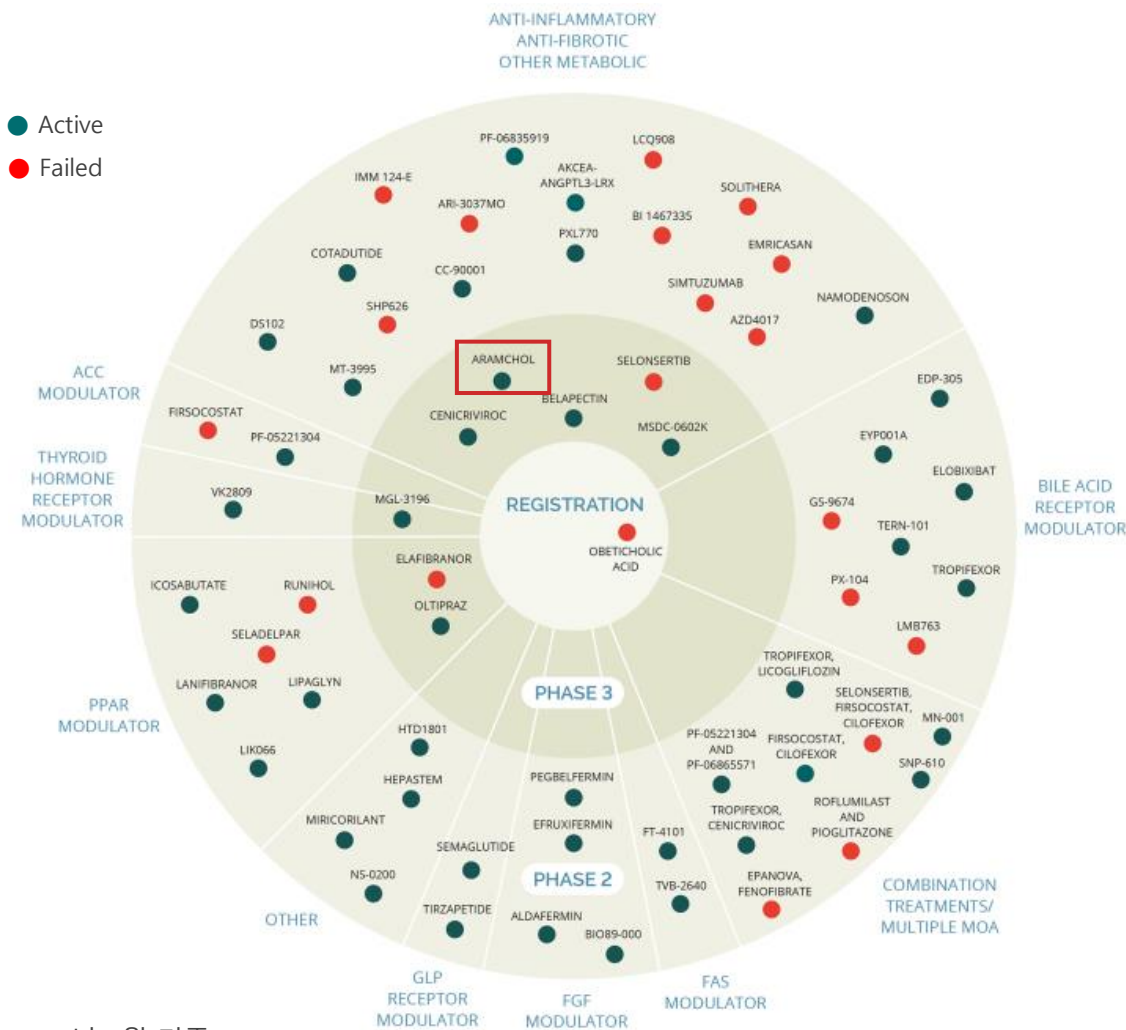 ANTI-INFLAMMATORY
ANTI-FIBROTIC
OTHER METABOLIC
Active
Failed
PF-06835919
LCQ908
AKCEA-
ANGPTL3-LRX
IMM 124-E
SOLITHERA
ARI-3037MO
BI 1467335
PXL770
EMRICASAN
COTADUTIDE
CC-90001
SIMTUZUMAB
NAMODENOSON
SHP626
AZD4017
DS102
ARAMCHOL
SELONSERTIB
MT-3995
ACC
MODULATOR
EDP-305
BELAPECTIN
FIRSOCOSTAT
CENICRIVIROC
MSDC-0602K
PF-05221304
EYP001A
THYROID
HORMONE
RECEPTOR
MODULATOR
ELOBIXIBAT
VK2809
MGL-3196
REGISTRATION
GS-9674
BILE ACID
RECEPTOR
MODULATOR
TERN-101
OBETICHOLIC
ACID
ELAFIBRANOR
ICOSABUTATE
RUNIHOL
PX-104
TROPIFEXOR
OLTIPRAZ
SELADELPAR
LMB763
TROPIFEXOR,
LICOGLIFLOZIN
LANIFIBRANOR
LIPAGLYN
PHASE 3
SELONSERTIB,
FIRSOCOSTAT,
CILOFEXOR
PPAR
MODULATOR
MN-001
HTD1801
PF-05221304
AND
PF-06865571
FIRSOCOSTAT,
CILOFEXOR
LIK066
SNP-610
HEPASTEM
PEGBELFERMIN
ROFLUMILAST
AND
PIOGLITAZONE
TROPIFEXOR,
CENICRIVIROC
MIRICORILANT
EFRUXIFERMIN
FT-4101
SEMAGLUTIDE
NS-0200
PHASE 2
TVB-2640
EPANOVA,
FENOFIBRATE
COMBINATION
TREATMENTS/
MULTIPLE MOA
OTHER
TIRZAPETIDE
ALDAFERMIN
BIO89-000
GLP
RECEPTOR
MODULATOR
FGF
MODULATOR
FAS
MODULATOR